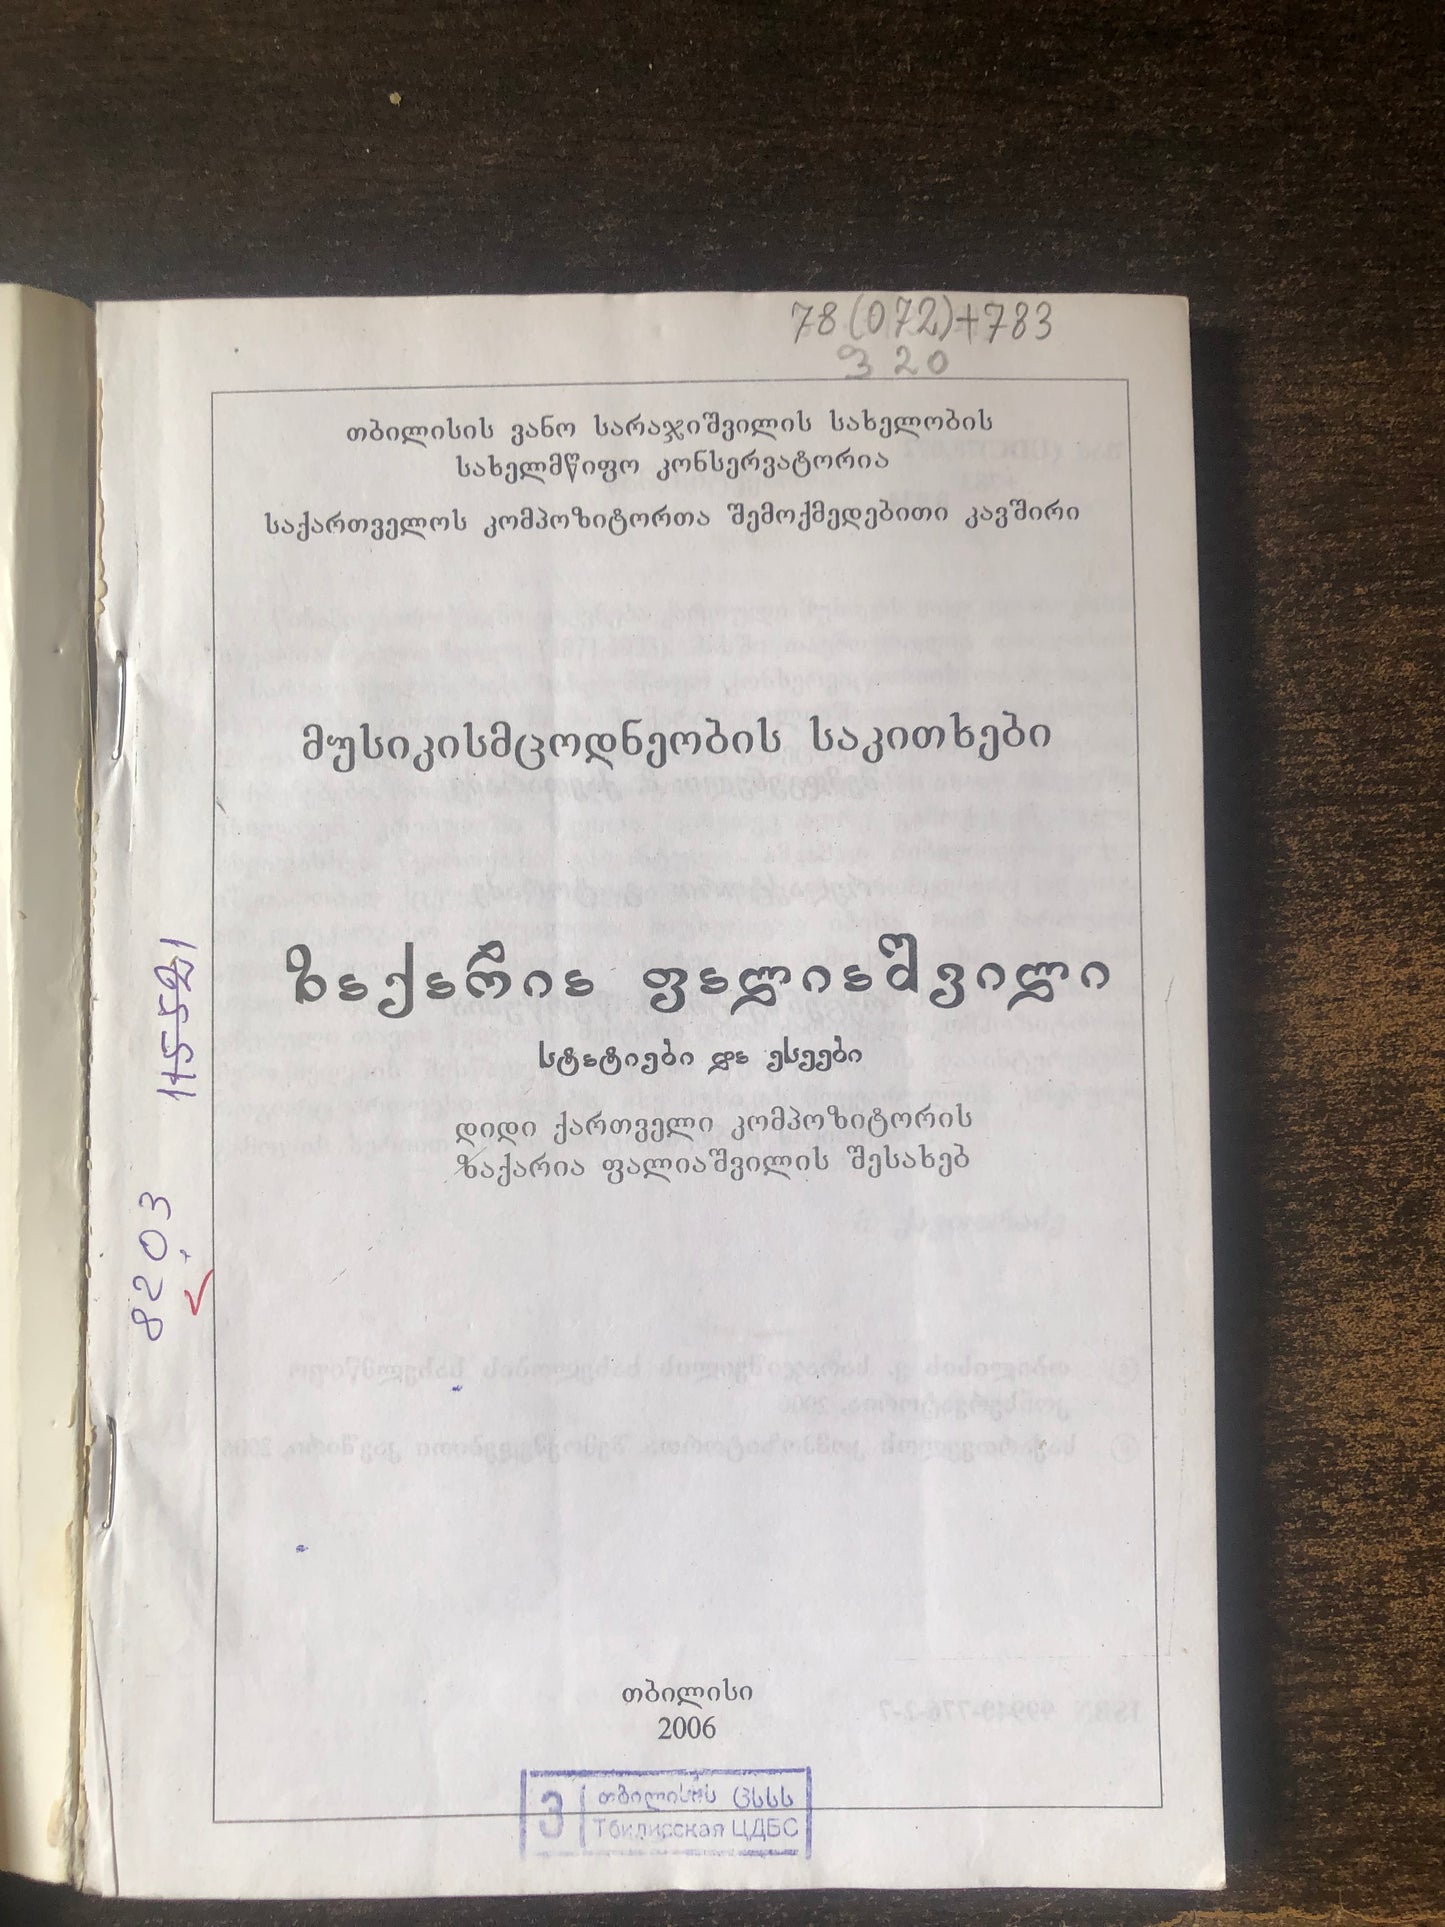 78(072)+783
320
თბილისის ვანო სარაჯიშვილის სახელობის
სახელმწიფო კონსერვატორია
საქართველოს კომპოზიტორთა შემოქმედებითი კავშირი
მუსიკისმცოდნეობის საკითხები
ზაქარია ფალიაშვილი
სტატიები და ესეები
დიდი ქართველი კომპოზიტორის
ზაქარია ფალიაშვილის შესახებ
8203
თბილისი
2006
3
თბილისის ცსსს
Тбилисская ЦДБС